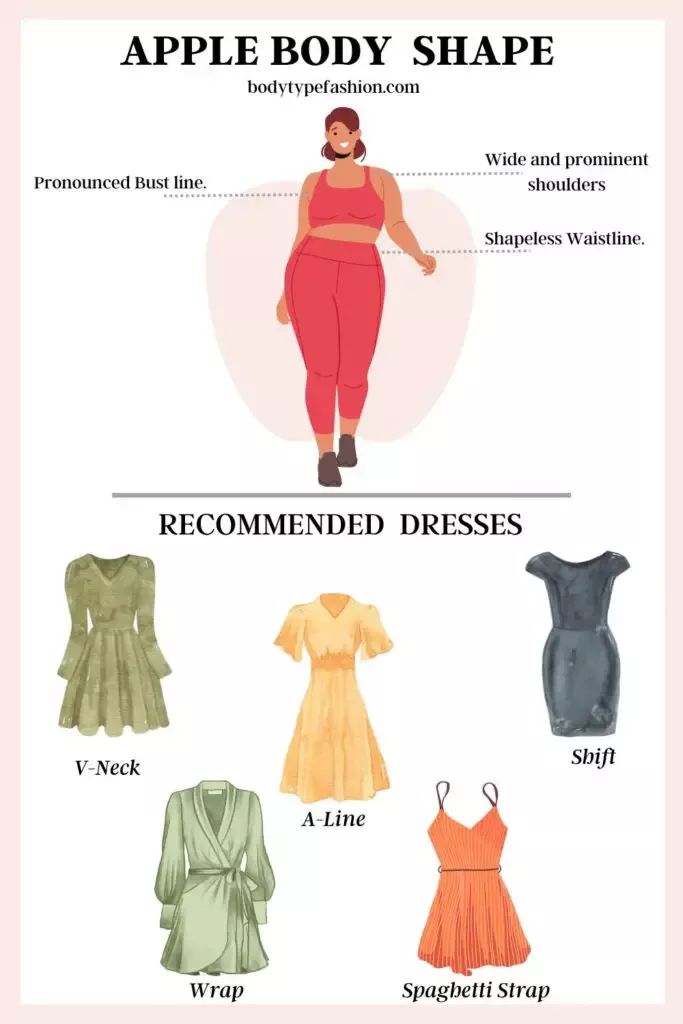 APPLE BODY SHAPE
bodytypefashion.com
Wide and prominent
shoulders
Pronounced Bust line.
Shapeless Waistline.
RECOMMENDED DRESSES
V-Neck
A-Line
Shift
Wrap
Spaghetti Strap